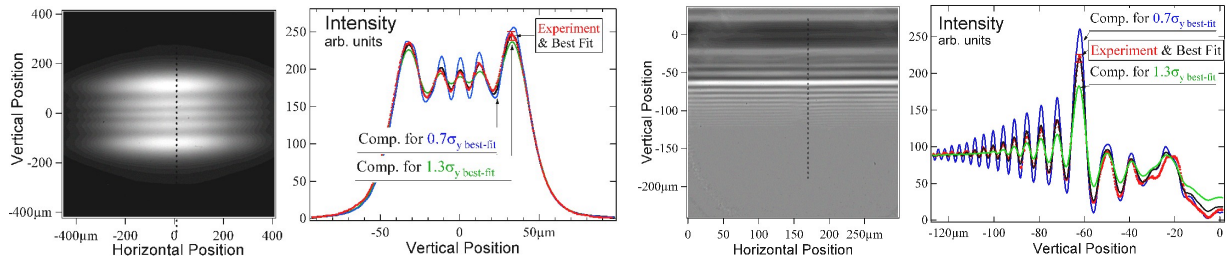 Vertical Position
400µm
200
0
-200
-400µm
-400µm
-200
0
200
400
Horizontal Position
Intensity
arb. units
300
250
200
150
100
50
0
Experiment
& Best Fit
Comp. for 0.7σy best-fit
Comp. for 1.3σy best-fit
-50
0
50µm
Vertical Position
Vertical Position
0
-50
-100
-150
-200µm
0
50
100
150
200
250µm
Horizontal Position
Intensity
arb. units
250
200
150
100
50
0
Comp. for 0.7σy best-fit
Experiment & Best Fit
Comp. for 1.3σy best-fit
-120µm
-100
-80
-60
-40
-20
0
Vertical Position